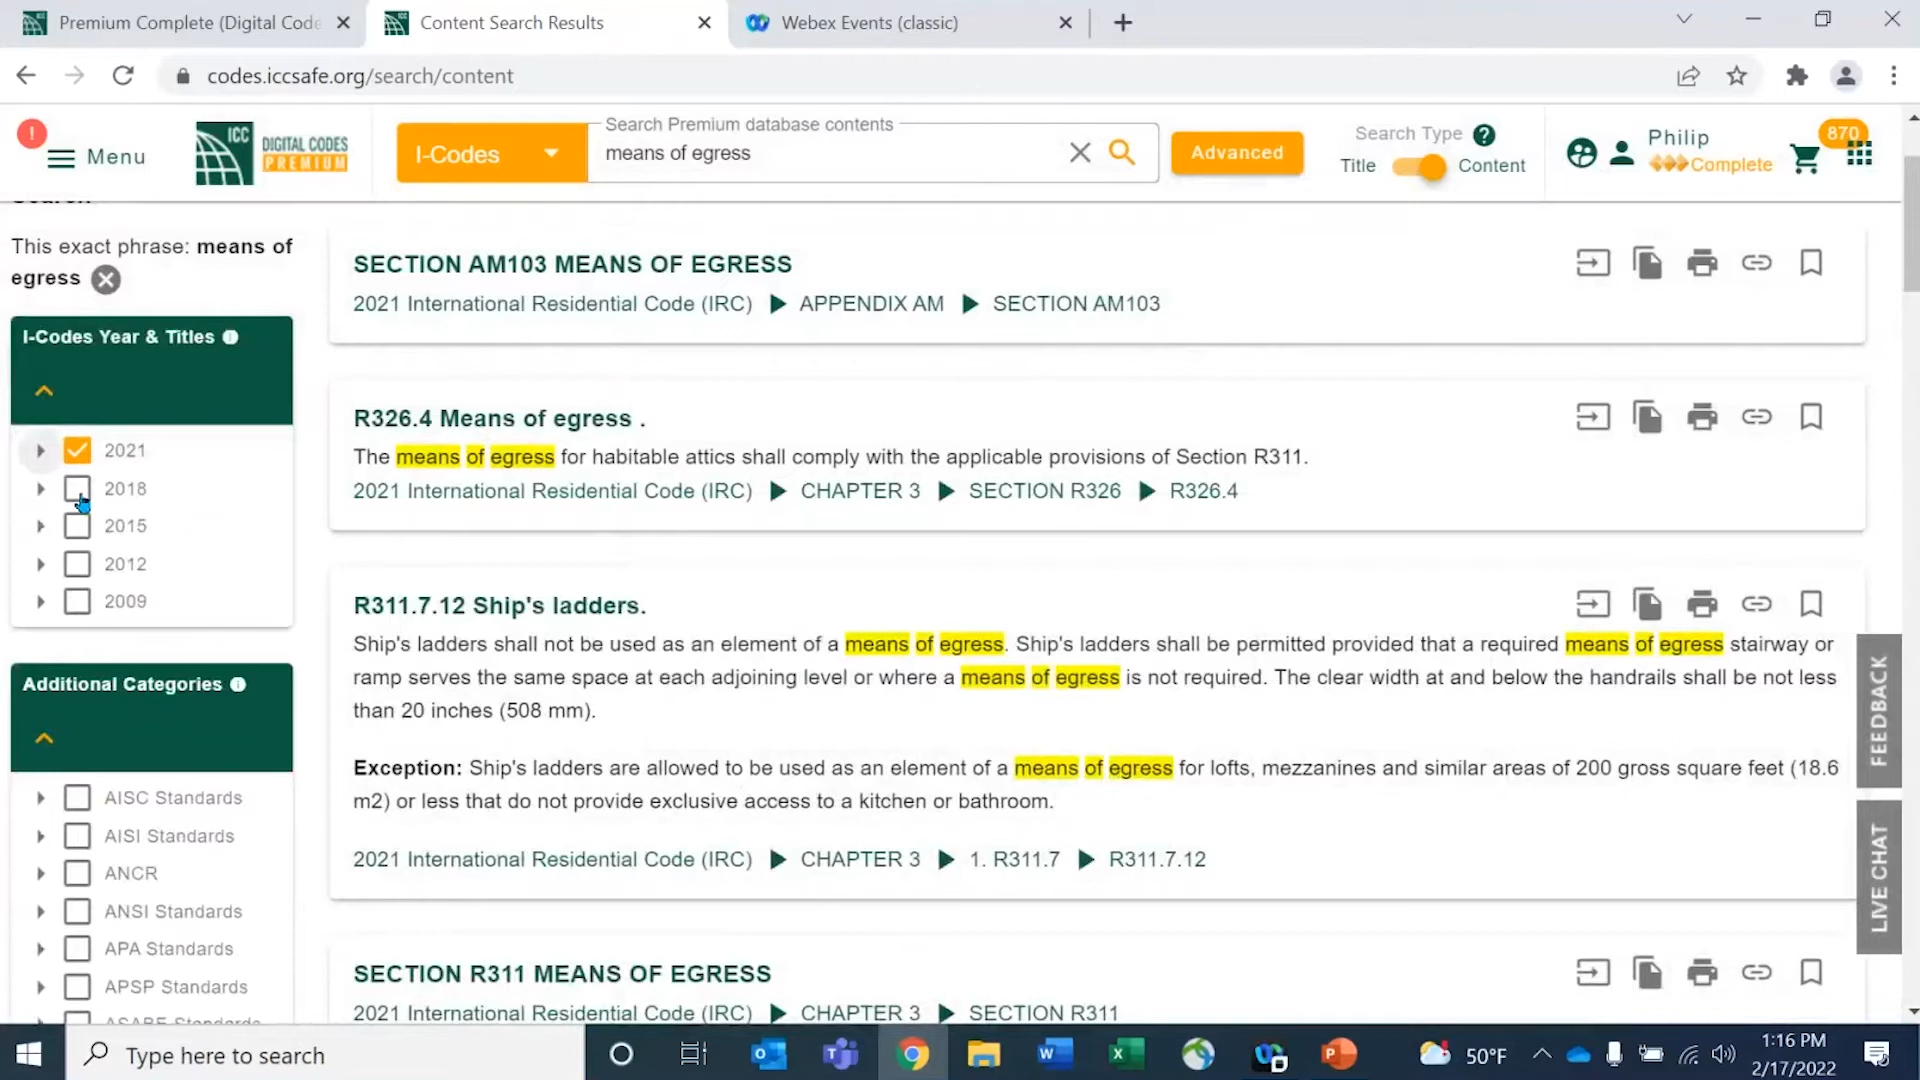 Premium Complete (Digital Code
Content Search Results
Webex Events (classic)
codes.iccsafe.org/search/content
!
Menu
ICC
DIGITAL CODES
PREMIUM
I-Codes
Search Premium database contents
means of egress
Advanced
Search Type ?
Title
Content
Philip
Complete
870
This exact phrase: means of
egress
I-Codes Year & Titles
2021
2018
2015
2012
2009
Additional Categories
AISC Standards
AISI Standards
ANCR
ANSI Standards
APA Standards
APSP Standards
ASABE Standards
SECTION AM103 MEANS OF EGRESS
2021 International Residential Code (IRC) ▶ APPENDIX AM ▶ SECTION AM103
R326.4 Means of egress .
The means of egress for habitable attics shall comply with the applicable provisions of Section R311.
2021 International Residential Code (IRC) ▶ CHAPTER 3 ▶ SECTION R326 ▶ R326.4
R311.7.12 Ship's ladders.
Ship's ladders shall not be used as an element of a means of egress. Ship's ladders shall be permitted provided that a required means of egress stairway or
ramp serves the same space at each adjoining level or where a means of egress is not required. The clear width at and below the handrails shall be not less
than 20 inches (508 mm).
Exception: Ship's ladders are allowed to be used as an element of a means of egress for lofts, mezzanines and similar areas of 200 gross square feet (18.6
m2) or less that do not provide exclusive access to a kitchen or bathroom.
2021 International Residential Code (IRC) ▶ CHAPTER 3 ▶ 1. R311.7 ▶ R311.7.12
SECTION R311 MEANS OF EGRESS
2021 International Residential Code (IRC) ▶ CHAPTER 3 ▶ SECTION R311
FEEDBACK
LIVE CHAT
Type here to search
50°F
1:16 PM
2/17/2022